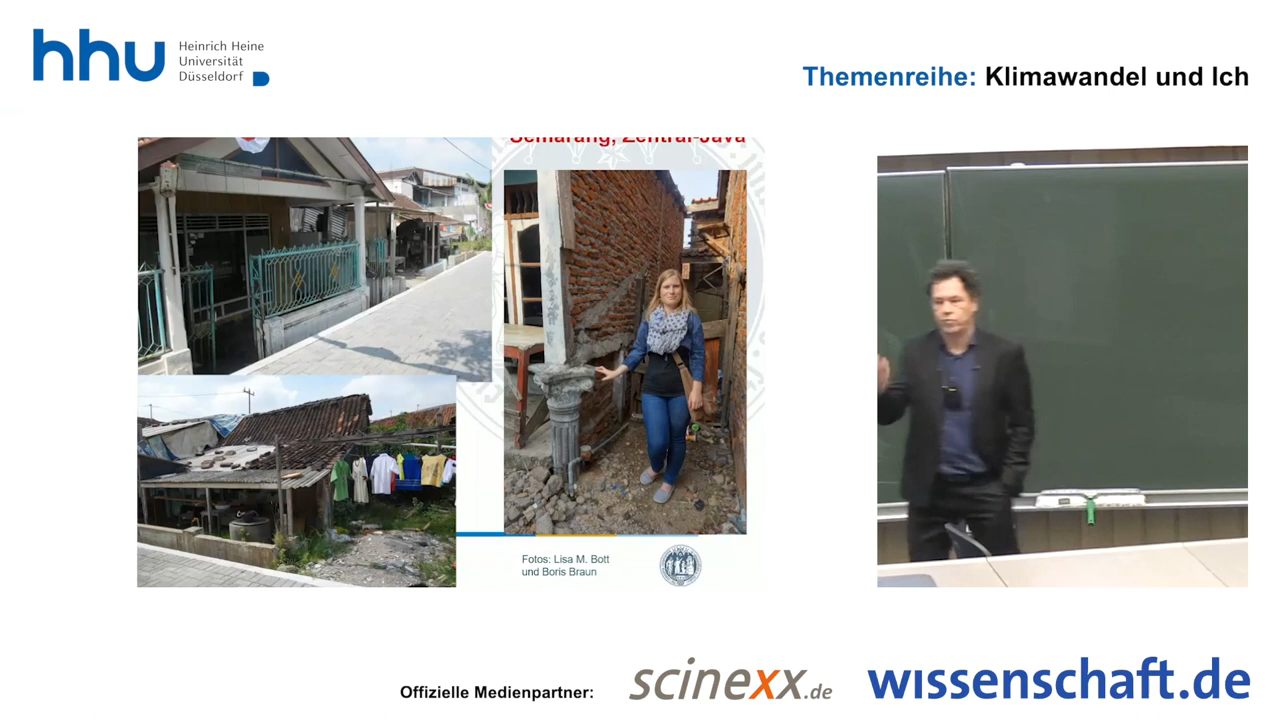 hhu
Heinrich Heine
Universität
Düsseldorf
Themenreihe: Klimawandel und Ich
Semarang, Zentral-Java
Fotos: Lisa M. Bott
und Boris Braun
Offizielle Medienpartner:
scinexx.de
wissenschaft.de